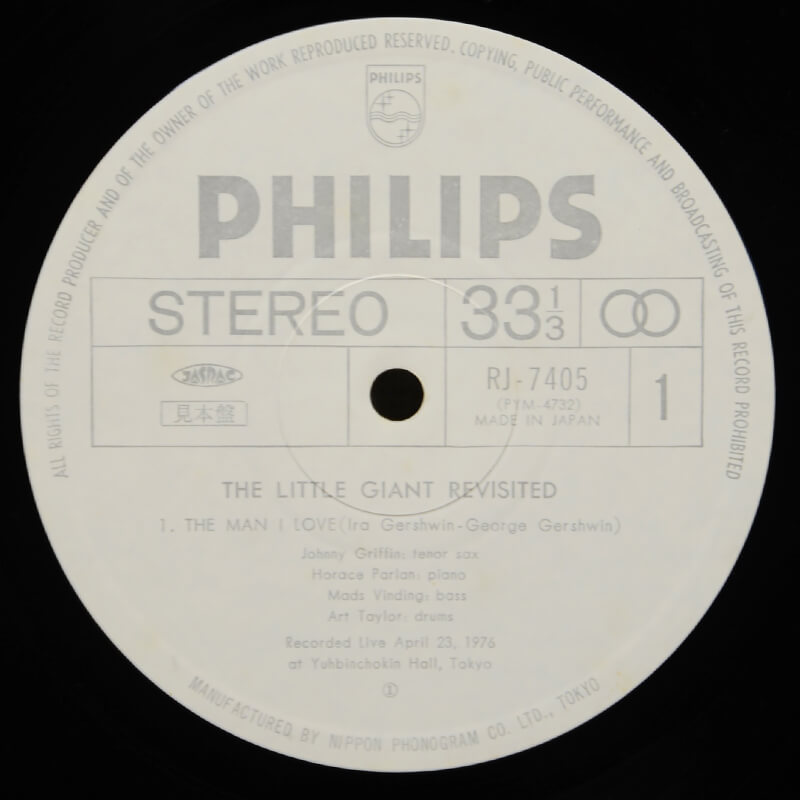 ALL RIGHTS OF THE RECORD PRODUCER AND OF THE OWNER OF THE WORK REPRODUCED RESERVED. COPYING, PUBLIC PERFORMANCE AND BROADCASTING OF THIS RECORD PROHIBITED
PHILIPS
PHILIPS
STEREO 33 1/3
JASRAC
見本盤
RJ-7405
(PYM-4732)
MADE IN JAPAN
1
THE LITTLE GIANT REVISITED
1. THE MAN I LOVE (Ira Gershwin-George Gershwin)
Johnny Griffin: tenor sax
Horace Parlan: piano
Mads Vinding: bass
Art Taylor: drums
Recorded Live April 23, 1976
at Yuhbinchokin Hall, Tokyo
①
MANUFACTURED BY NIPPON PHONOGRAM CO. LTD., TOKYO